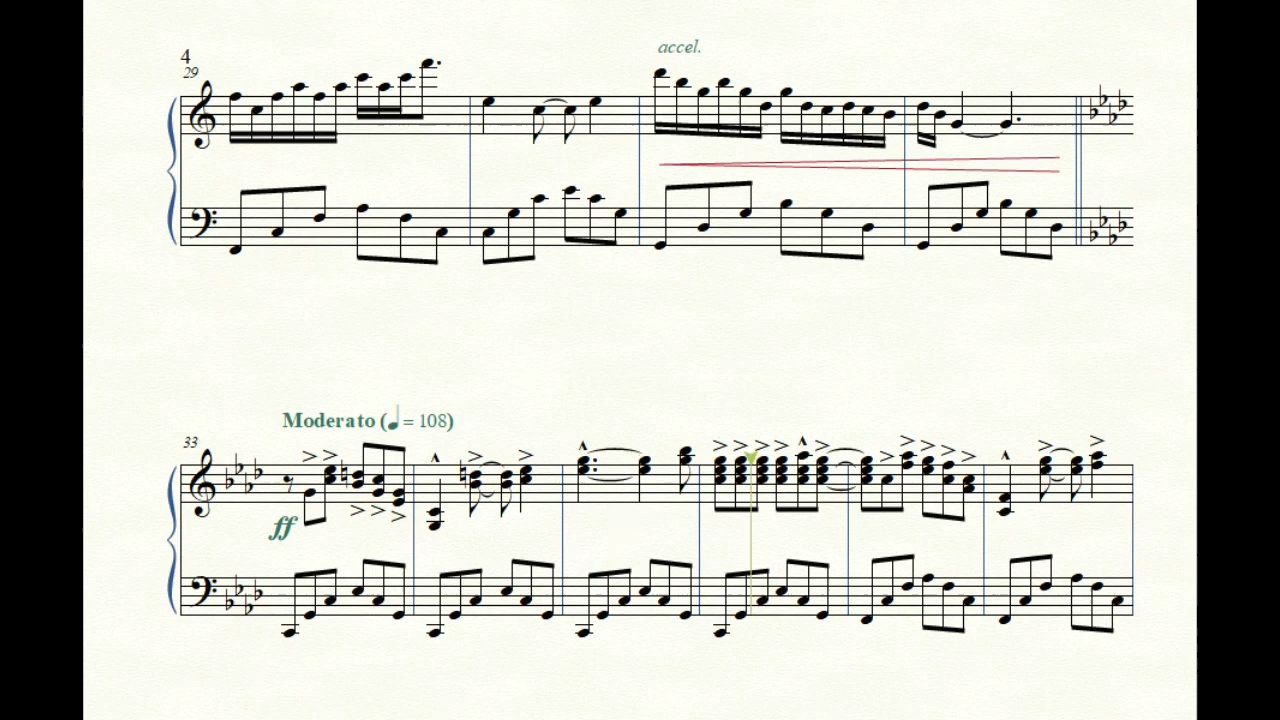 accel.
4
29
Moderato (♩ = 108)
33
ff